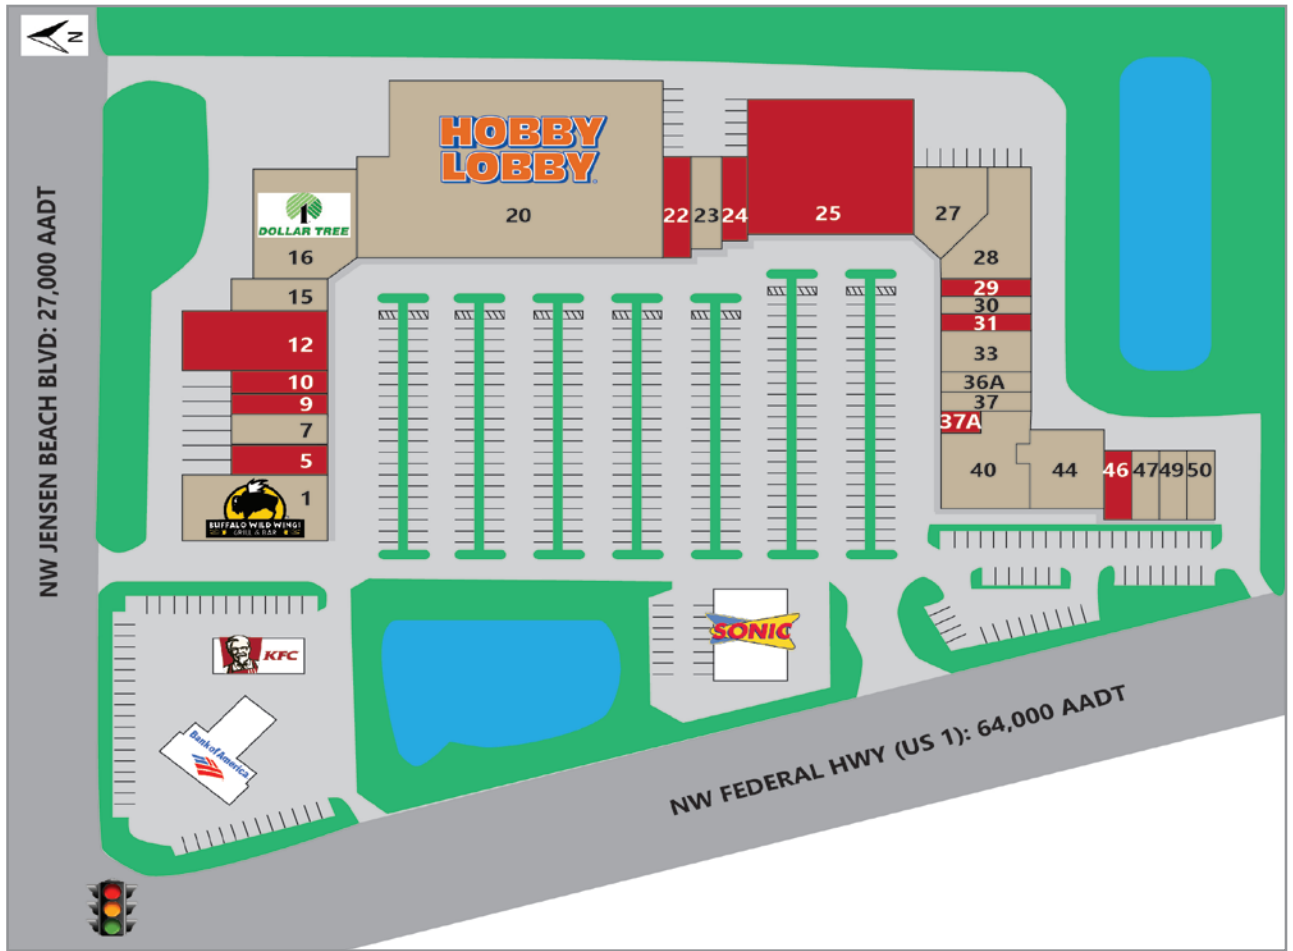 N
NW JENSEN BEACH BLVD: 27,000 AADT
HOBBY
LOBBY
20
22
23
24
25
27
28
29
30
31
33
36A
37
37A
40
44
46
47
49
50
DOLLAR TREE
16
15
12
10
9
7
5
1
BUFFALO WILD WINGS
GRILL & BAR
KFC
Bank of America
SONIC
NW FEDERAL HWY (US 1): 64,000 AADT